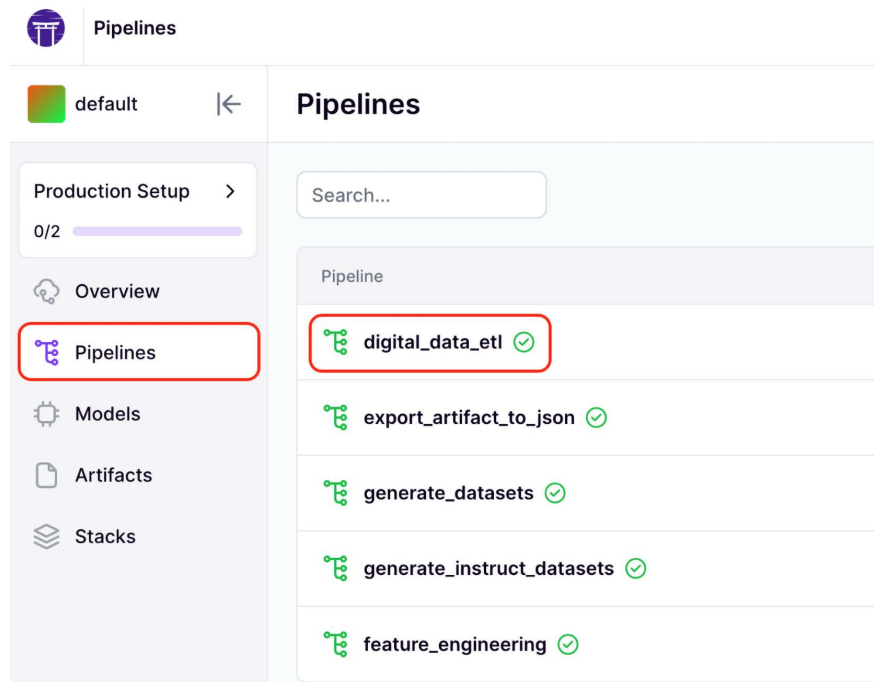 Pipelines
default
Pipelines
Production Setup
0/2
Overview
Pipelines
Models
Artifacts
Stacks
Search...
Pipeline
digital_data_etl
export_artifact_to_json
generate_datasets
generate_instruct_datasets
feature_engineering